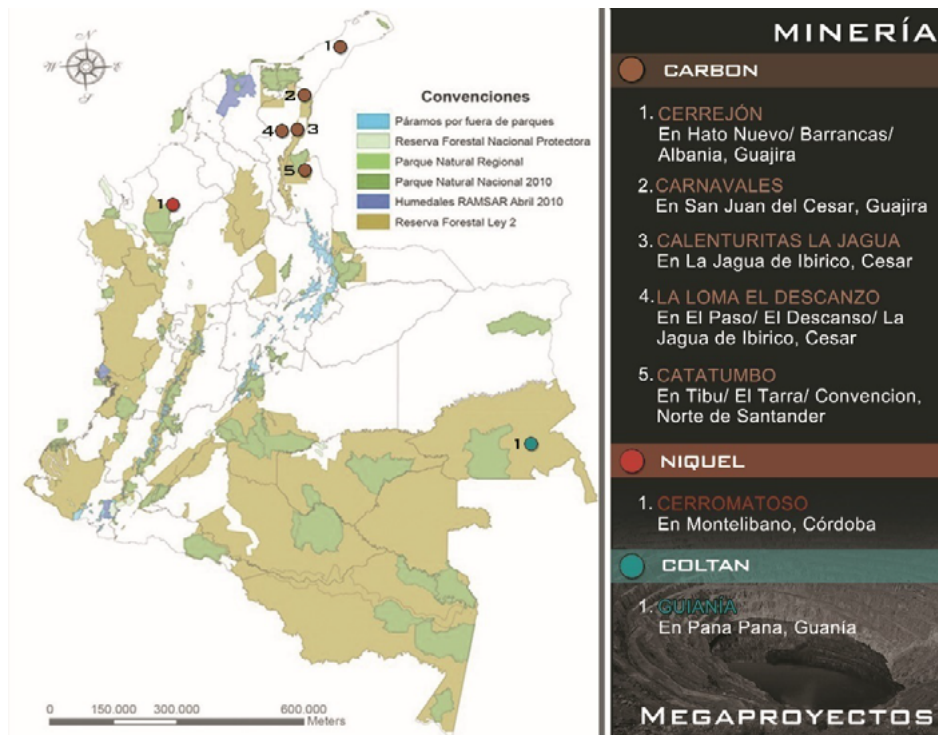 N
W
E
S
1
2
4
3
5
1
1
Convenciones
Páramos por fuera de parques
Reserva Forestal Nacional Protectora
Parque Natural Regional
Parque Natural Nacional 2010
Humedales RAMSAR Abril 2010
Reserva Forestal Ley 2
0 150.000 300.000 600.000
Meters
MINERÍA
CARBON
1. CERREJÓN
En Hato Nuevo/ Barrancas/
Albania, Guajira
2. CARNAVALES
En San Juan del Cesar, Guajira
3. CALENTURITAS LA JAGUA
En La Jagua de Ibirico, Cesar
4. LA LOMA EL DESCANZO
En El Paso/ El Descanso/ La
Jagua de Ibirico, Cesar
5. CATATUMBO
En Tibu/ El Tarra/ Convencion,
Norte de Santander
NIQUEL
1. CERROMATOSO
En Montelibano, Córdoba
COLTAN
1. GUIANÍA
En Pana Pana, Guanía
MEGAPROYECTOS